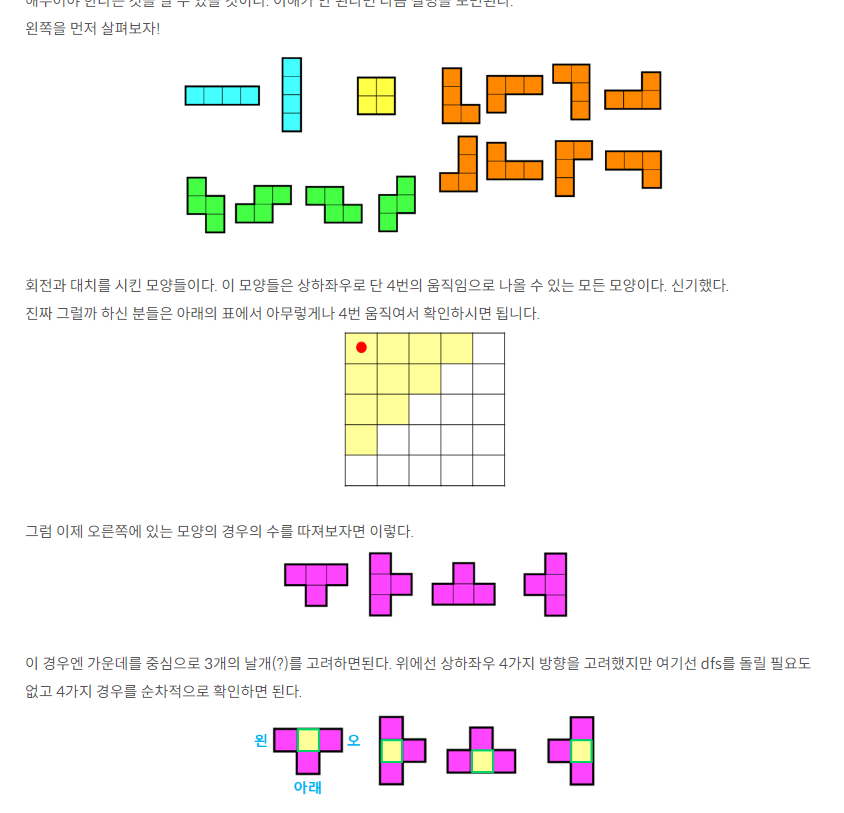 왼쪽을 먼저 살펴보자!
회전과 대치를 시킨 모양들이다. 이 모양들은 상하좌우로 단 4번의 움직임으로 나올 수 있는 모든 모양이다. 신기했다.
진짜 그럴까 하신 분들은 아래의 표에서 아무렇게나 4번 움직여서 확인하시면 됩니다.
그럼 이제 오른쪽에 있는 모양의 경우의 수를 따져보자면 이렇다.
이 경우엔 가운데를 중심으로 3개의 날개(?)를 고려하면된다. 위에선 상하좌우 4가지 방향을 고려했지만 여기선 dfs를 돌릴 필요도
없고 4가지 경우를 순차적으로 확인하면 된다.
왼 오
아래